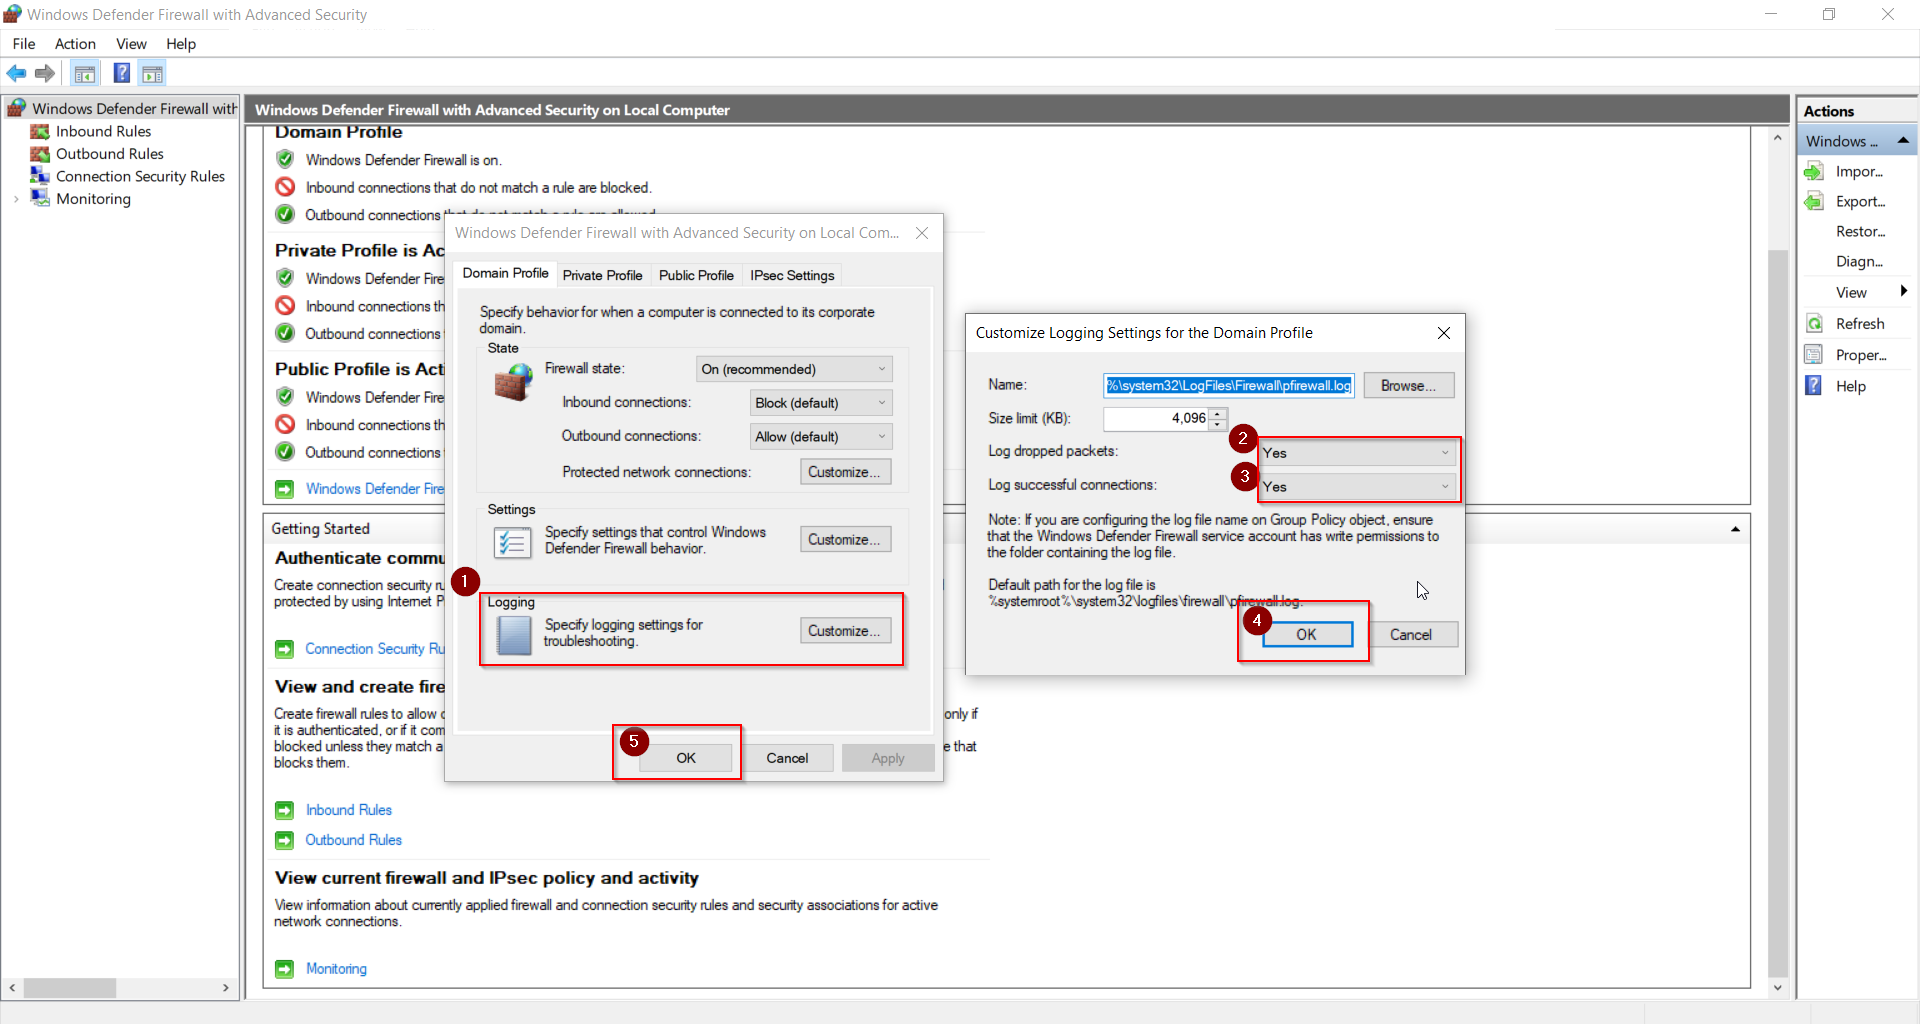 Windows Defender Firewall with Advanced Security
File Action View Help
Windows Defender Firewall with
Inbound Rules
Outbound Rules
Connection Security Rules
Monitoring
Windows Defender Firewall with Advanced Security on Local Computer
Domain Profile
Windows Defender Firewall is on.
Inbound connections that do not match a rule are blocked.
Outbound connections that do not match a rule are allowed.
Private Profile is Ac
Windows Defender Fire
Inbound connections th
Outbound connections
Public Profile is Acti
Windows Defender Fire
Inbound connections th
Outbound connections
Windows Defender Fire
Getting Started
Authenticate commu
Create connection security ru
protected by using Internet P
Connection Security Ru
View and create fire
Create firewall rules to allow
only if
it is authenticated, or if it com
blocked unless they match a
e that
blocks them.
Inbound Rules
Outbound Rules
View current firewall and IPsec policy and activity
View information about currently applied firewall and connection security rules and security associations for active
network connections.
Monitoring
Windows Defender Firewall with Advanced Security on Local Com...
Domain Profile Private Profile Public Profile IPsec Settings
Specify behavior for when a computer is connected to its corporate
domain.
State
Firewall state: On (recommended)
Inbound connections: Block (default)
Outbound connections: Allow (default)
Protected network connections: Customize...
Settings
Specify settings that control Windows
Defender Firewall behavior.
Customize...
1
Logging
Specify logging settings for
troubleshooting.
Customize...
5
OK Cancel Apply
Customize Logging Settings for the Domain Profile
Name: %\system32\LogFiles\Firewall\pfirewall.log Browse...
Size limit (KB): 4,096
2
Log dropped packets: Yes
3
Log successful connections: Yes
Note: If you are configuring the log file name on Group Policy object, ensure
that the Windows Defender Firewall service account has write permissions to
the folder containing the log file.
Default path for the log file is
%systemroot%\system32\logfiles\firewall\pfirewall.log.
4
OK Cancel
Actions
Windows ...
Impor...
Export...
Restor...
Diagn...
View
Refresh
Proper...
Help